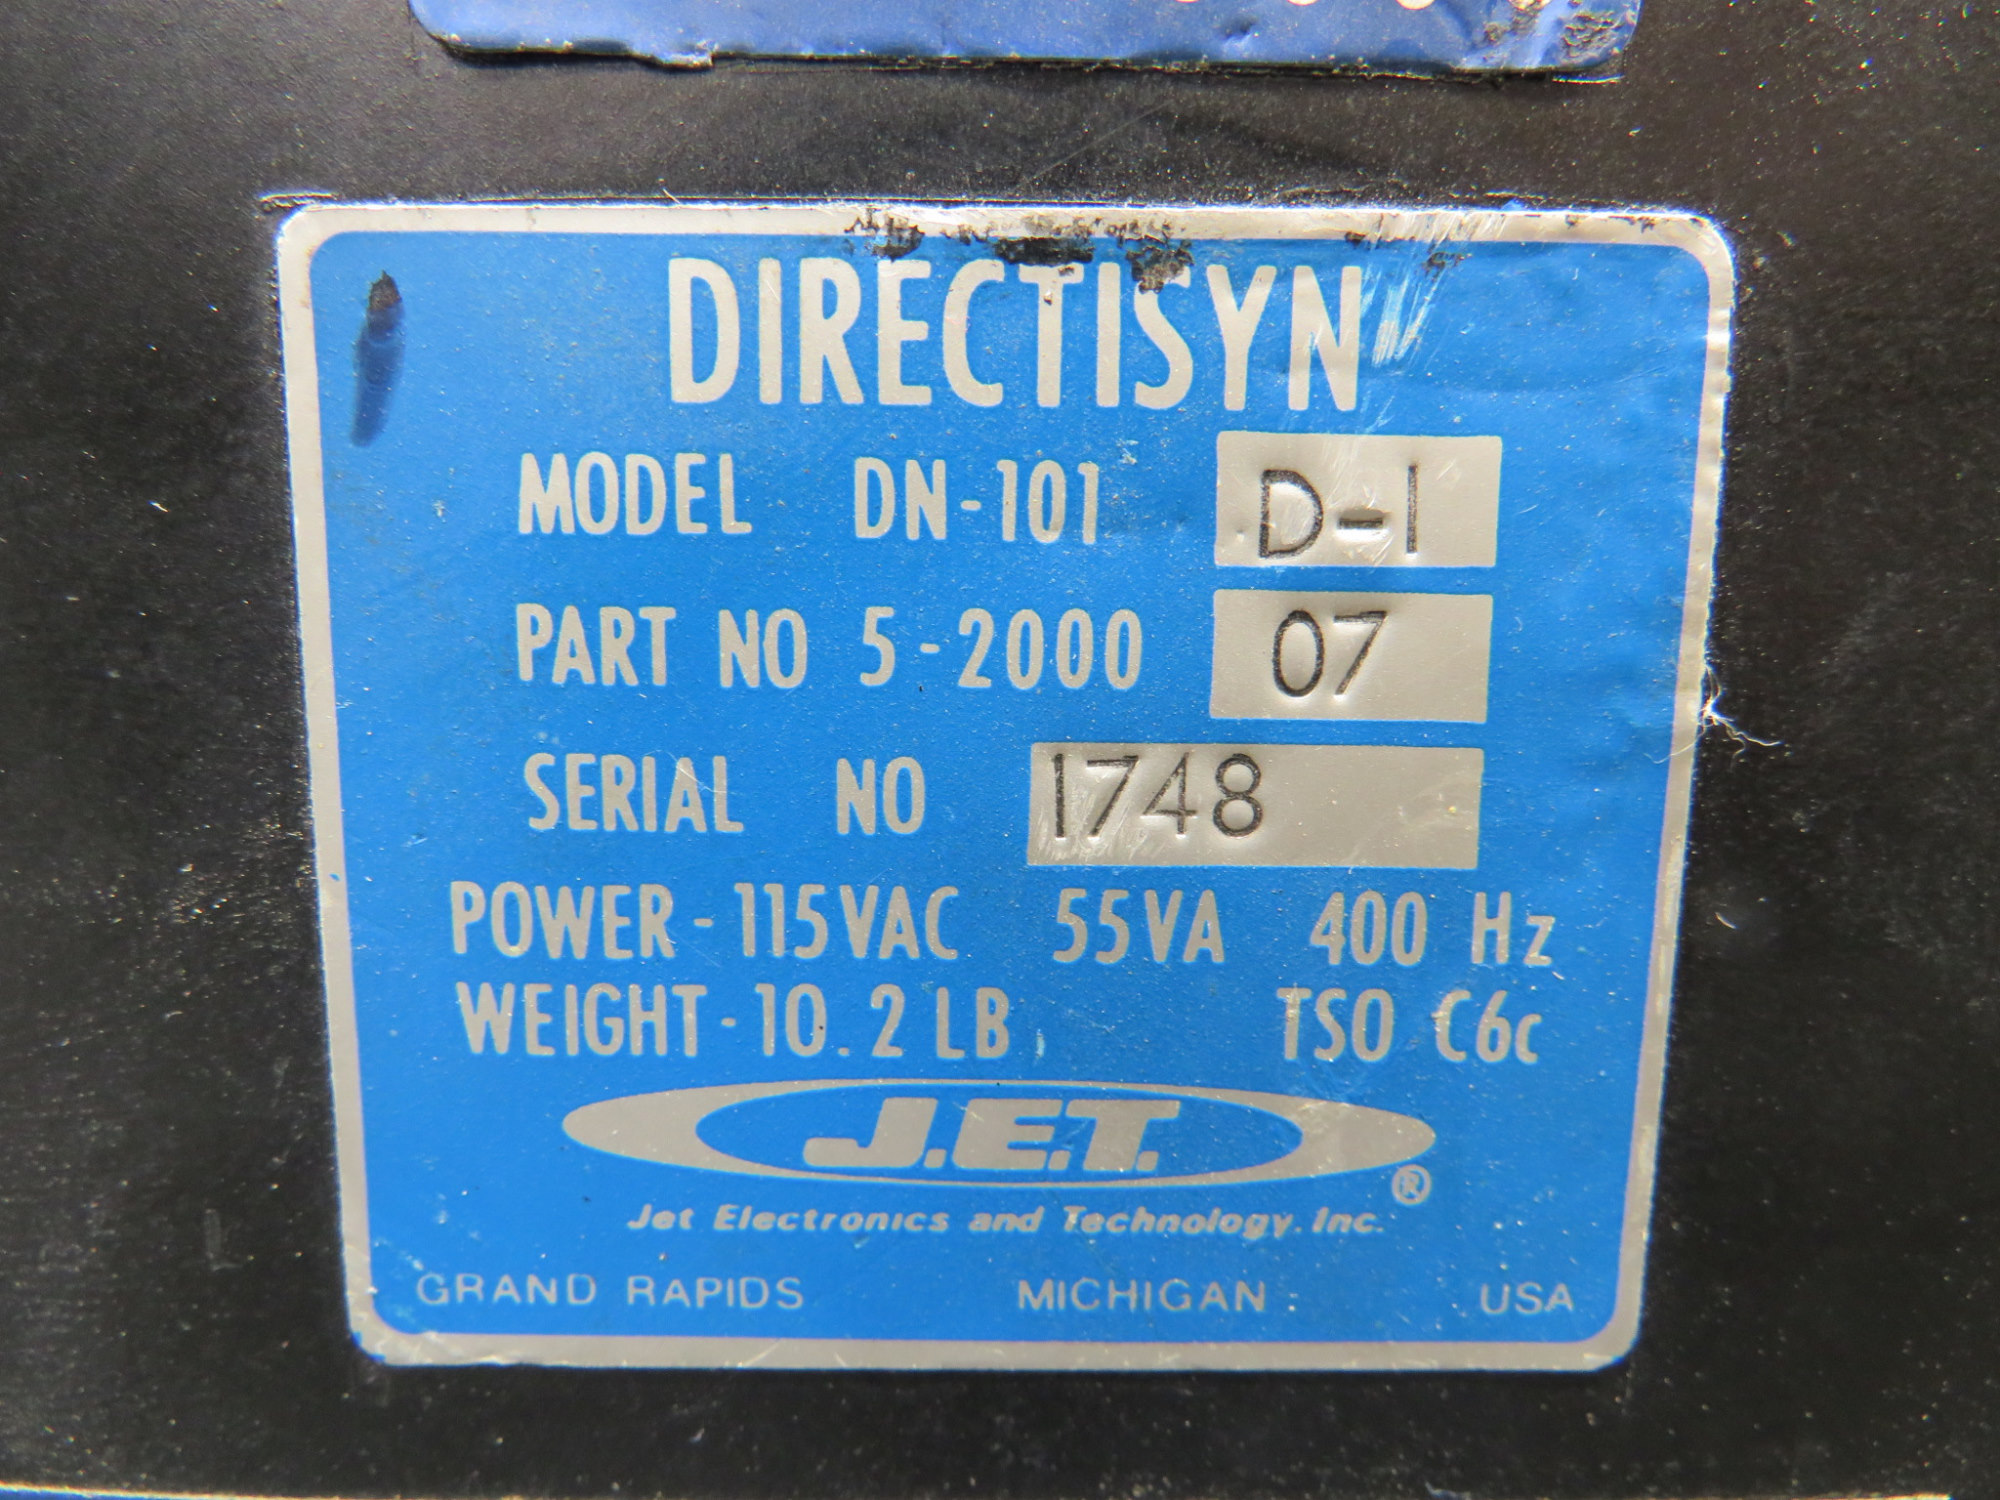 DIRECTISYN
MODEL DN-101 D-1
PART NO 5-2000 07
SERIAL NO 1748
POWER-115VAC 55VA 400 Hz
WEIGHT-10.2 LB TSO C6c
J.E.T.
®
Jet Electronics and Technology, Inc.
GRAND RAPIDS MICHIGAN USA